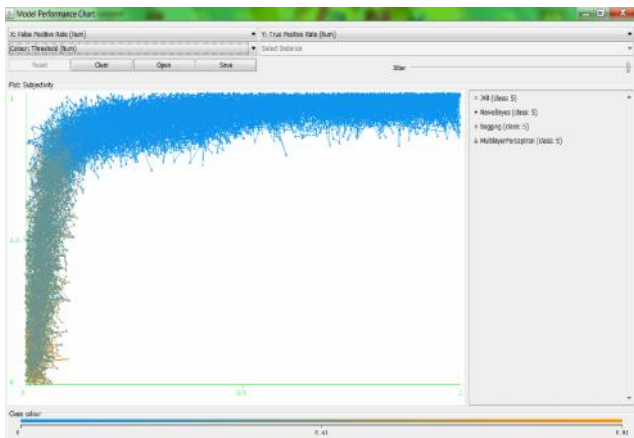 Model Performance Chart
X: False Positive Rate (Num)
Y: True Positive Rate (Num)
Colour: Threshold (Num)
Select Instance
Reset
Clear
Open
Save
Jitter
Plot: Subjectivity
1
0.5
0
0
0.5
1
× J48 (class: 5)
+ NaiveBayes (class: 5)
× Bagging (class: 5)
MultilayerPerceptron (class: 5)
Class colour
0
0.41